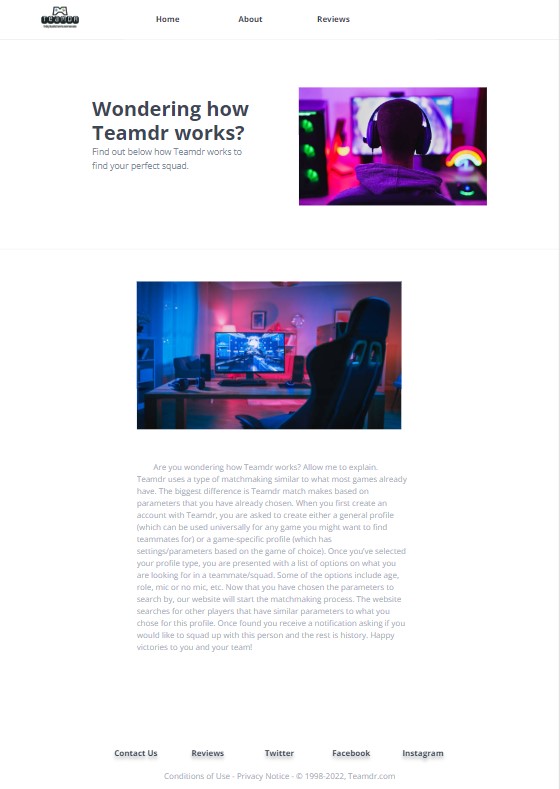 TEAMDR
Home About Reviews
Wondering how
Teamdr works?
Find out below how Teamdr works to
find your perfect squad.
Are you wondering how Teamdr works? Allow me to explain.
Teamdr uses a type of matchmaking similar to what most games already
have. The biggest difference is Teamdr match makes based on
parameters that you have already chosen. When you first create an
account with Teamdr, you are asked to create either a general profile
(which can be used universally for any game you might want to find
teammates for) or a game-specific profile (which has
settings/parameters based on the game of choice). Once you've selected
your profile type, you are presented with a list of options on what you
are looking for in a teammate/squad. Some of the options include age,
role, mic or no mic, etc. Now that you have chosen the parameters to
search by, our website will start the matchmaking process. The website
searches for other players that have similar parameters to what you
chose for this profile. Once found you receive a notification asking if you
would like to squad up with this person and the rest is history. Happy
victories to you and your team!
Contact Us Reviews Twitter Facebook Instagram
Conditions of Use - Privacy Notice - © 1998-2022, Teamdr.com